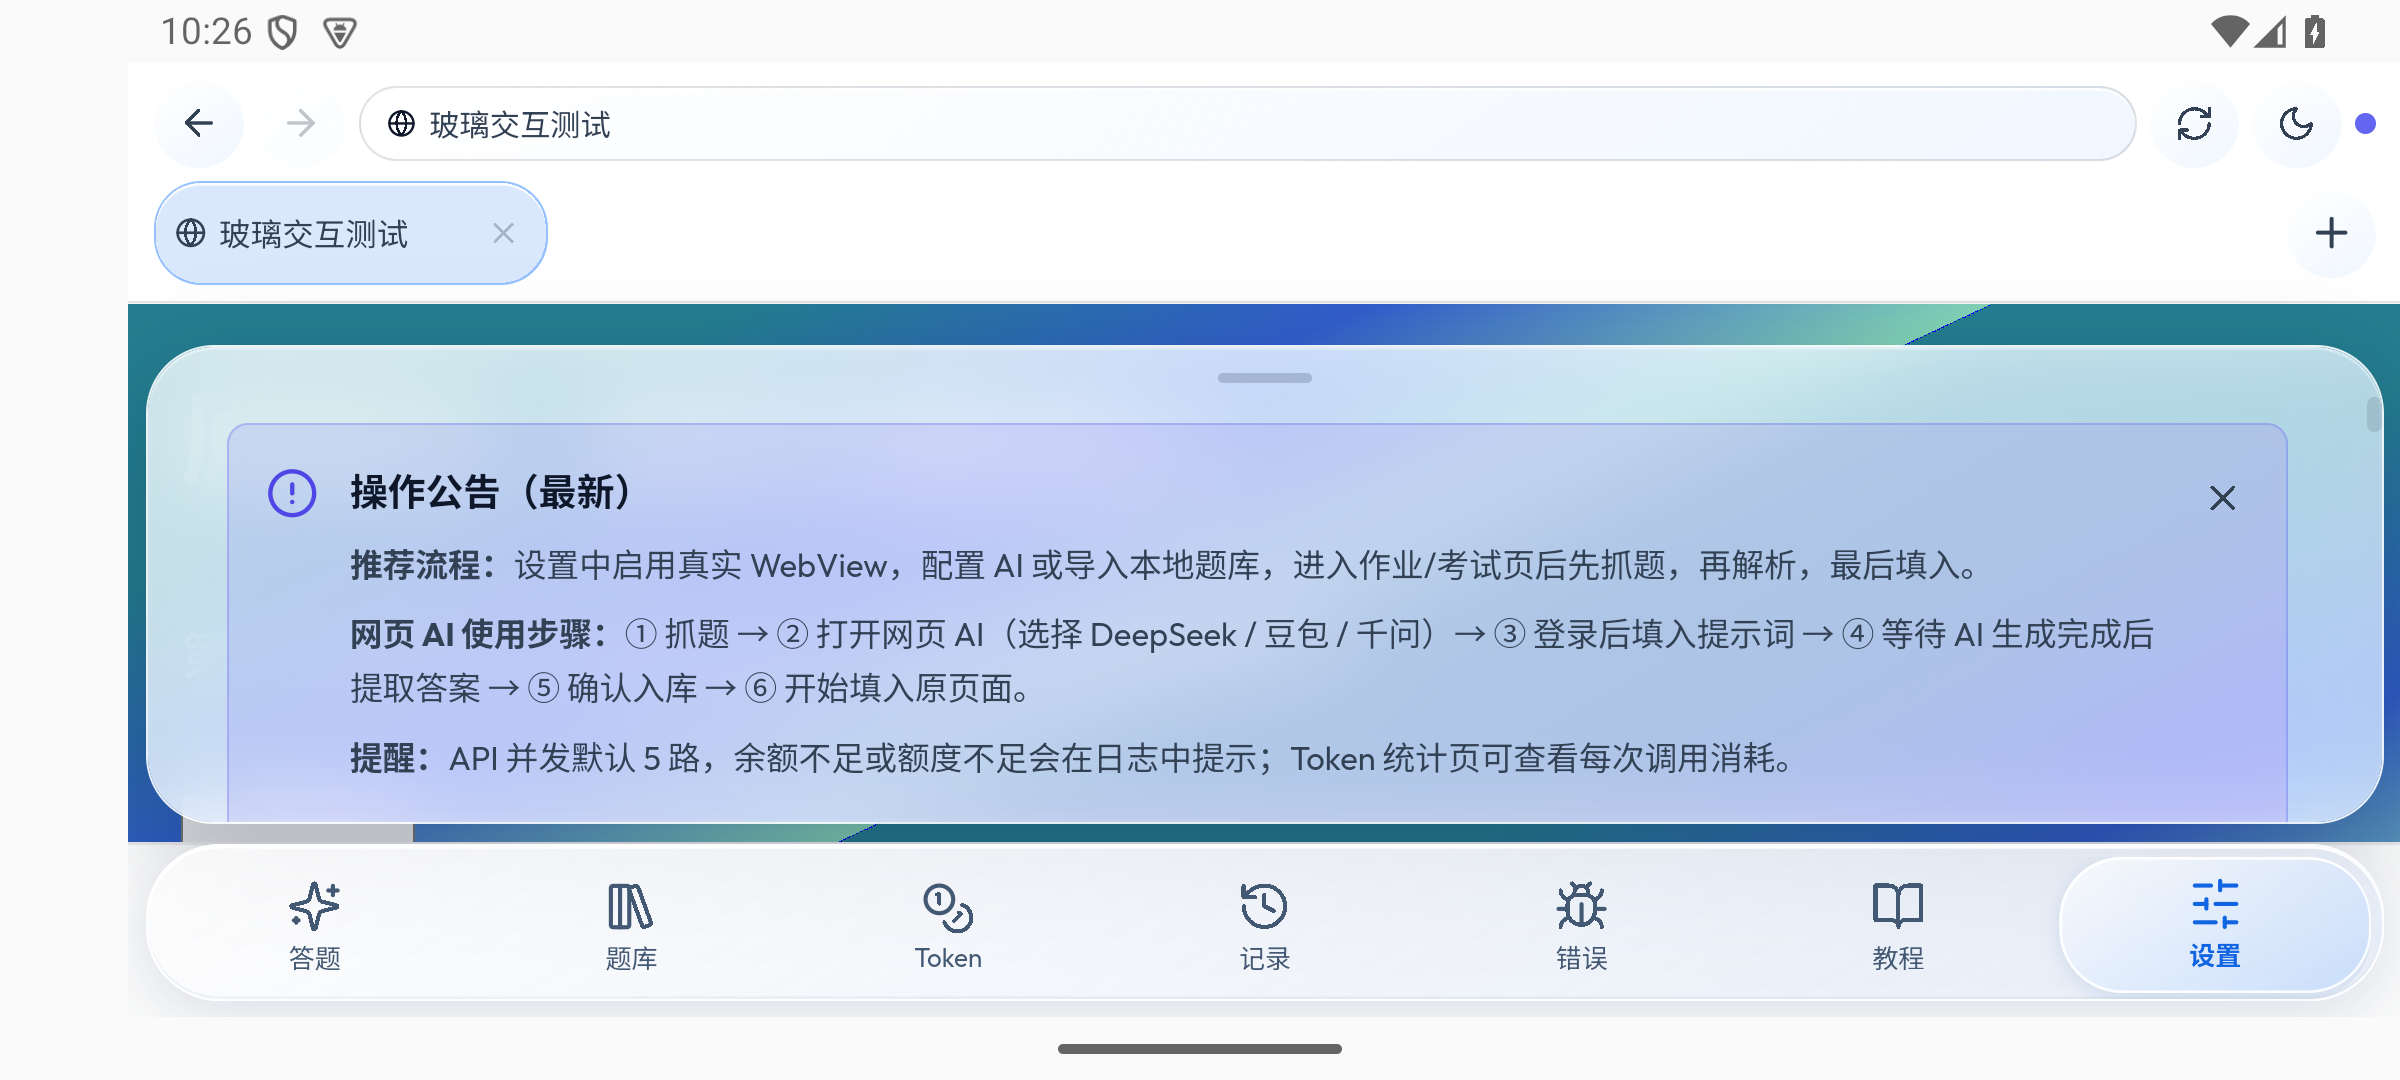 10:26
玻璃交互测试
玻璃交互测试
操作公告（最新）
推荐流程：设置中启用真实 WebView，配置 AI 或导入本地题库，进入作业/考试页后先抓题，再解析，最后填入。
网页 AI 使用步骤：① 抓题 → ② 打开网页 AI（选择 DeepSeek / 豆包 / 千问）→ ③ 登录后填入提示词 → ④ 等待 AI 生成完成后
提取答案 → ⑤ 确认入库 → ⑥ 开始填入原页面。
提醒：API 并发默认 5 路，余额不足或额度不足会在日志中提示；Token 统计页可查看每次调用消耗。
答题
题库
Token
记录
错误
教程
设置